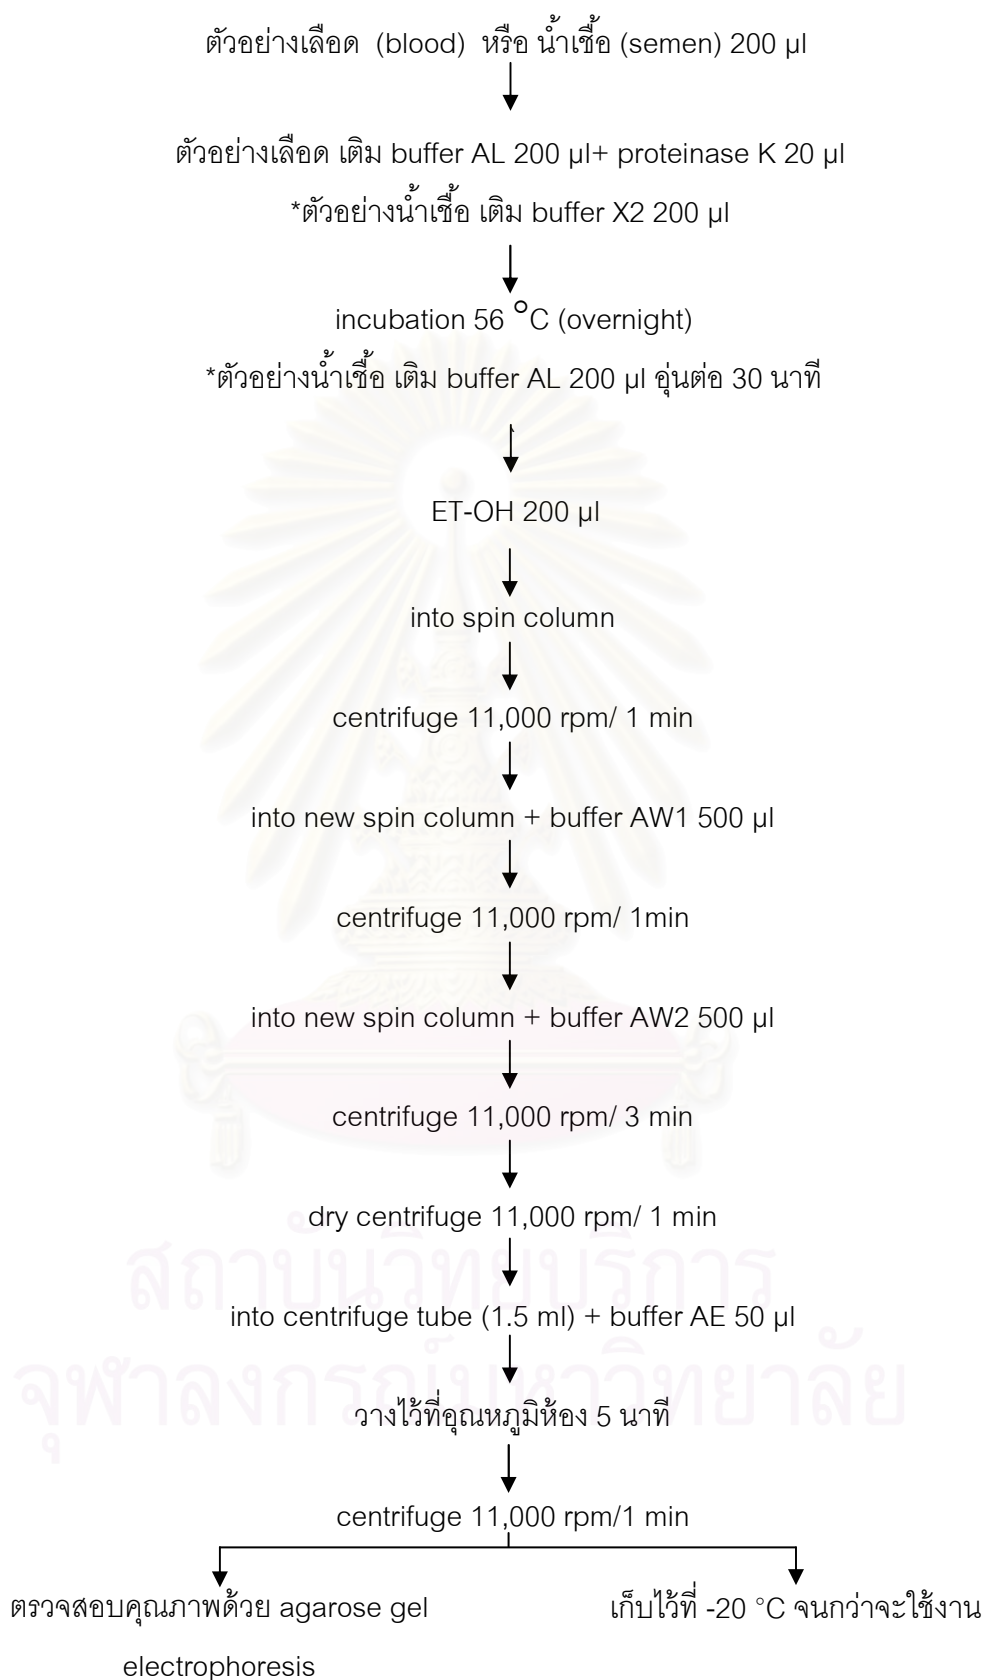 ตัวอย่างเลือด (blood) หรือ น้ำเชื้อ (semen) 200 µl
ตัวอย่างเลือด เติม buffer AL 200 µl+ proteinase K 20 µl
*ตัวอย่างน้ำเชื้อ เติม buffer X2 200 µl
incubation 56 °C (overnight)
*ตัวอย่างน้ำเชื้อ เติม buffer AL 200 µl อุ่นต่อ 30 นาที
ET-OH 200 µl
into spin column
centrifuge 11,000 rpm/ 1 min
into new spin column + buffer AW1 500 µl
centrifuge 11,000 rpm/ 1min
into new spin column + buffer AW2 500 µl
centrifuge 11,000 rpm/ 3 min
dry centrifuge 11,000 rpm/ 1 min
สถาบันวิทยบริการ
into centrifuge tube (1.5 ml) + buffer AE 50 µl
จุฬาลงกรณ์มหาวิทยาลัย
วางไว้ที่อุณหภูมิห้อง 5 นาที
centrifuge 11,000 rpm/1 min
ตรวจสอบคุณภาพด้วย agarose gel
electrophoresis
เก็บไว้ที่ -20 °C จนกว่าจะใช้งาน